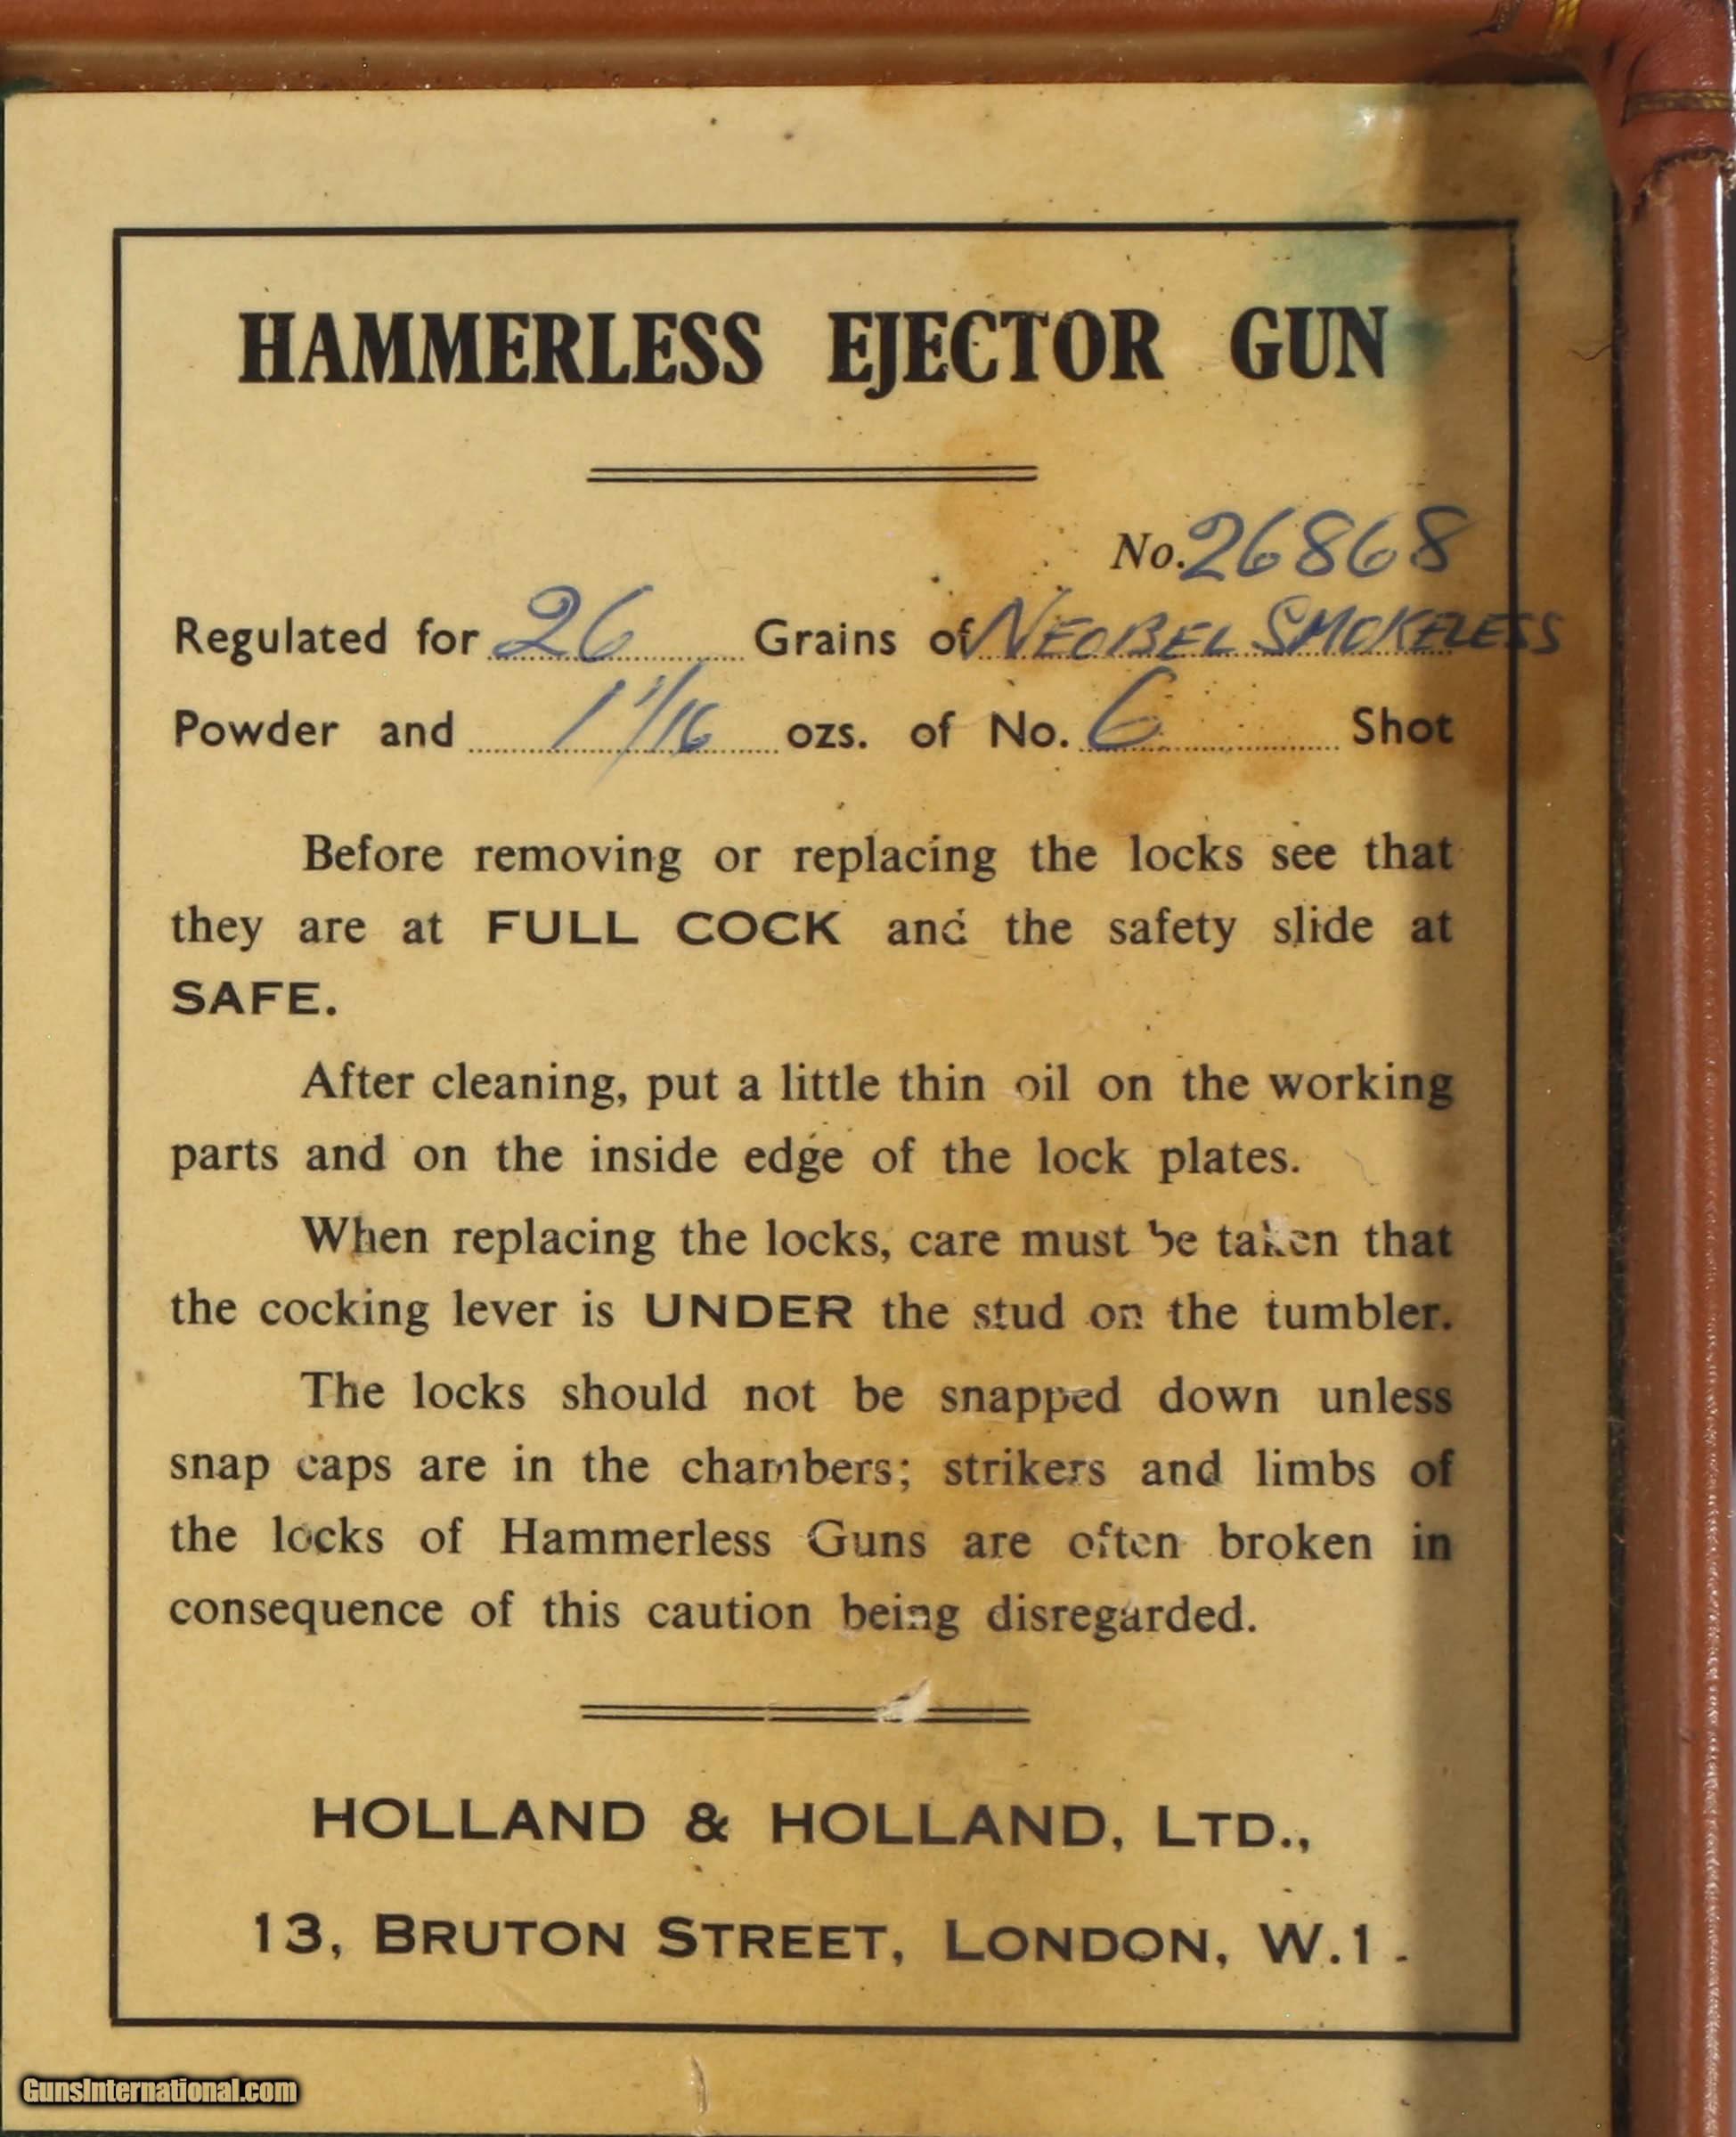 HAMMERLESS EJECTOR GUN
No. 26868
Regulated for 26 Grains of NEOBEL SMOKELESS
Powder and 1 1/16 ozs. of No. 6 Shot
Before removing or replacing the locks see that
they are at FULL COCK and the safety slide at
SAFE.
After cleaning, put a little thin oil on the working
parts and on the inside edge of the lock plates.
When replacing the locks, care must be taken that
the cocking lever is UNDER the stud on the tumbler.
The locks should not be snapped down unless
snap caps are in the chambers; strikers and limbs of
the locks of Hammerless Guns are often broken in
consequence of this caution being disregarded.
HOLLAND & HOLLAND, LTD.,
13, BRUTON STREET, LONDON, W.1.
GunsInternational.com